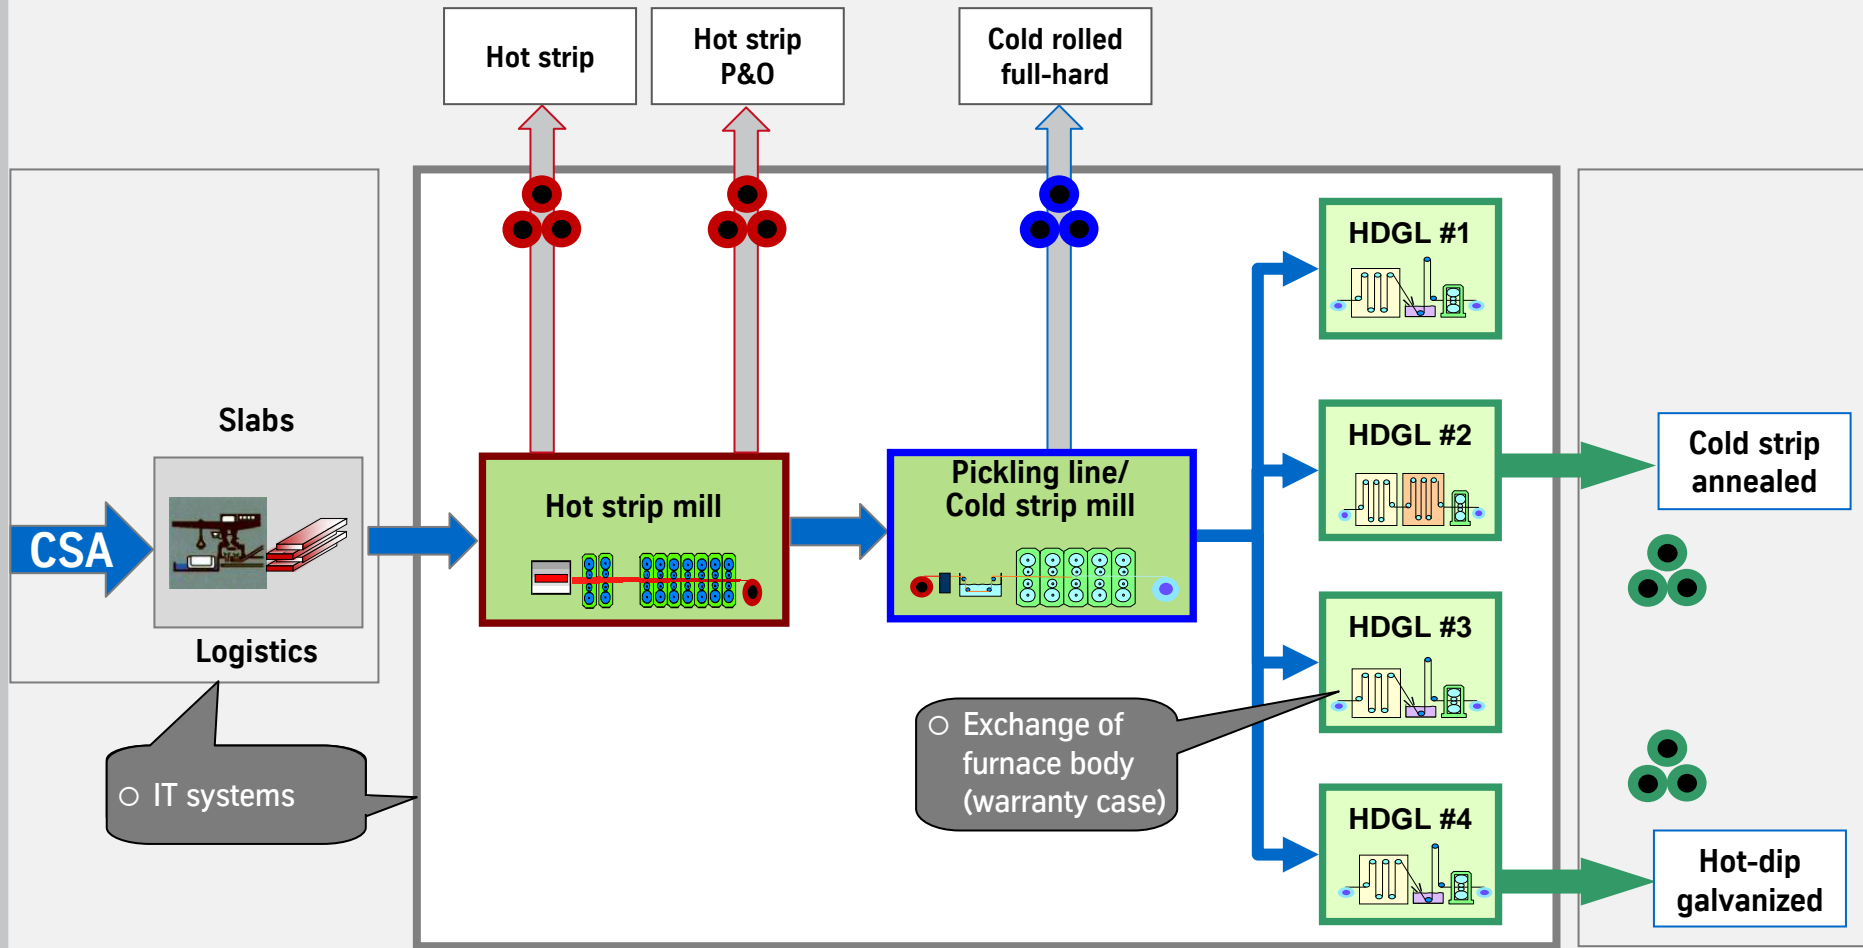 Hot strip
Hot strip
P&O
Cold rolled
full-hard
Slabs
CSA
Logistics
IT systems
Hot strip mill
Pickling line/
Cold strip mill
Exchange of
furnace body
(warranty case)
HDGL #1
HDGL #2
HDGL #3
HDGL #4
Cold strip
annealed
Hot-dip
galvanized